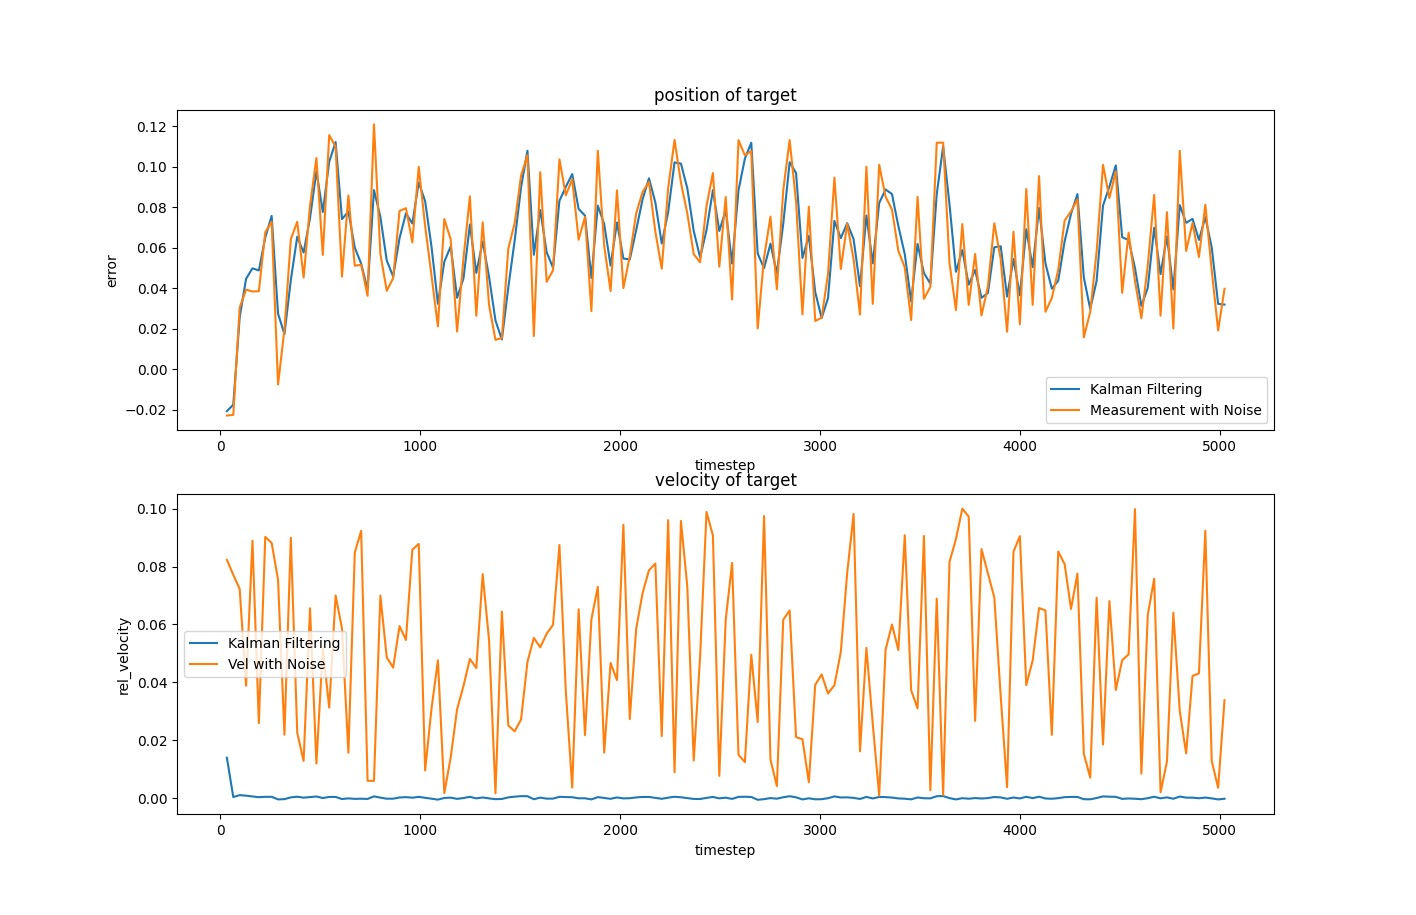 position of target
0.12
0.10
0.08
0.06
0.04
0.02
0.00
−0.02
error
Kalman Filtering
Measurement with Noise
0 1000 2000 3000 4000 5000
timestep
velocity of target
0.10
0.08
0.06
0.04
0.02
0.00
rel_velocity
Kalman Filtering
Vel with Noise
0 1000 2000 3000 4000 5000
timestep